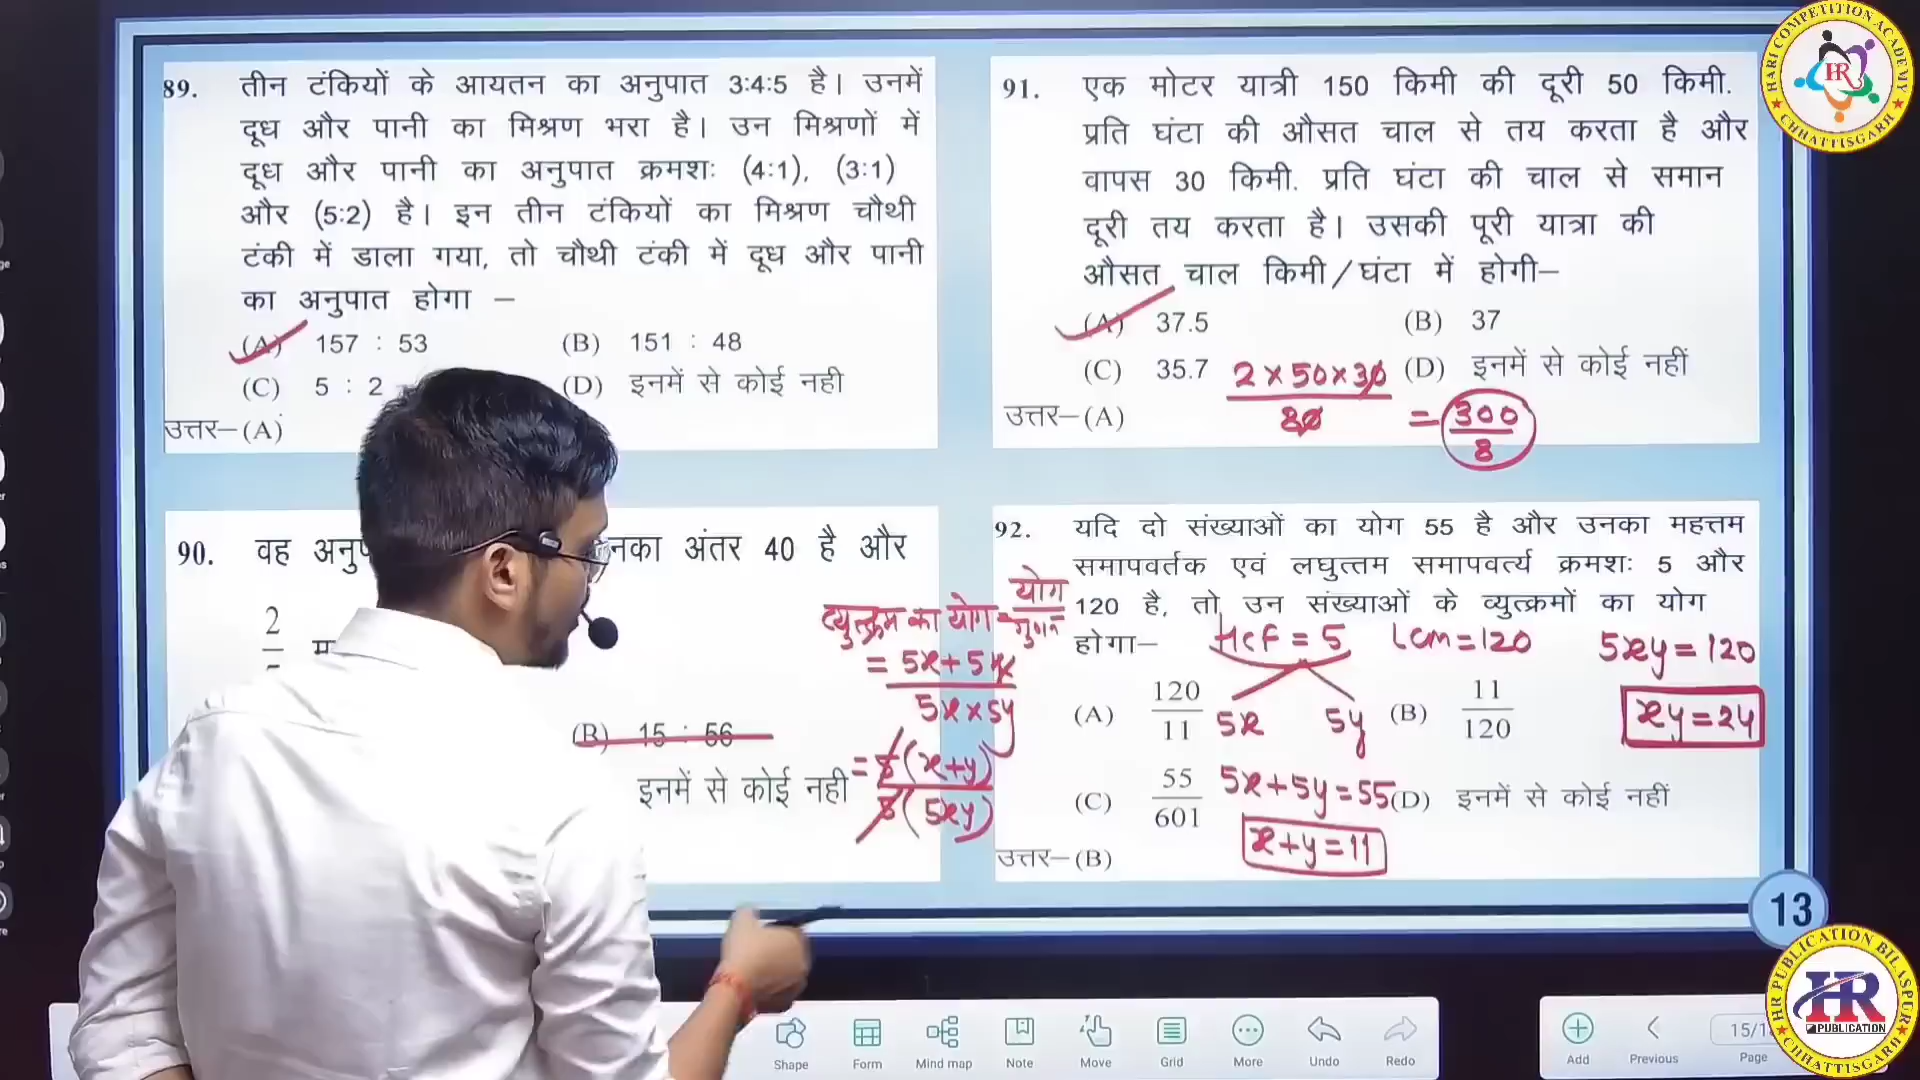 89. तीन टंकियों के आयतन का अनुपात 3:4:5 है। उनमें
दूध और पानी का मिश्रण भरा है। उन मिश्रणों में
दूध और पानी का अनुपात क्रमशः (4:1), (3:1)
और (5:2) है। इन तीन टंकियों का मिश्रण चौथी
टंकी में डाला गया, तो चौथी टंकी में दूध और पानी
का अनुपात होगा –
(A) 157 : 53 (B) 151 : 48
(C) 5 : 2 (D) इनमें से कोई नही
उत्तर–(A)
90. वह नका अंतर 40 है और
2
(B) 15 : 56
इनमें से कोई नही
व्युत्क्रम का योग = योग
= 5x + 5y
5x × 5y
= 5(x+y)
5(5xy)
91. एक मोटर यात्री 150 किमी की दूरी 50 किमी.
प्रति घंटा की औसत चाल से तय करता है और
वापस 30 किमी. प्रति घंटा की चाल से समान
दूरी तय करता है। उसकी पूरी यात्रा की
औसत चाल किमी/घंटा में होगी–
(A) 37.5 (B) 37
(C) 35.7 (D) इनमें से कोई नहीं
उत्तर–(A)
2 × 50 × 30
80
= 300
8
92. यदि दो संख्याओं का योग 55 है और उनका महत्तम
समापवर्तक एवं लघुत्तम समापवर्त्य क्रमशः 5 और
120 है, तो उन संख्याओं के व्युत्क्रमों का योग
होगा–
HCF = 5 LCM = 120
5xy = 120
xy = 24
(A) 120/11 (B) 11/120
5x 5y
(C) 55/601 (D) इनमें से कोई नहीं
5x + 5y = 55
x + y = 11
उत्तर–(B)
13
HARI COMPETITION ACADEMY
CHHATTISGARH
HR
HR PUBLICATION BILASPUR
HR
PUBLICATION
CHHATTISGARH
Shape Form Mind map Note Move Grid More Undo Redo
Add Previous Page